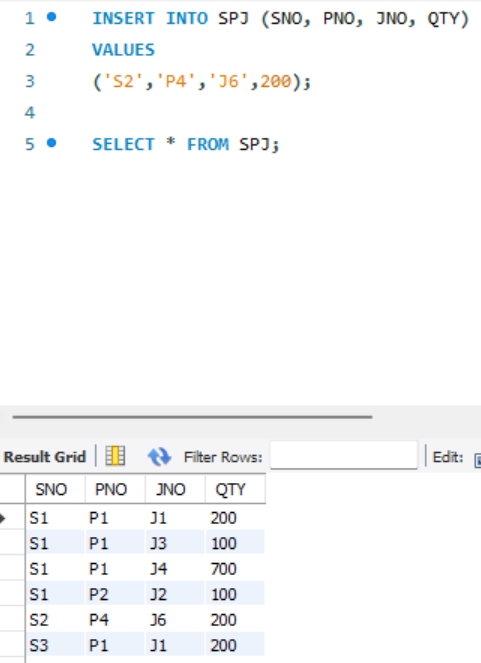 1 INSERT INTO SPJ (SNO, PNO, JNO, QTY)
2 VALUES
3 ('S2','P4','J6',200);
4
5 SELECT * FROM SPJ;
Result Grid Filter Rows: Edit:
SNO PNO JNO QTY
S1 P1 J1 200
S1 P1 J3 100
S1 P1 J4 700
S1 P2 J2 100
S2 P4 J6 200
S3 P1 J1 200